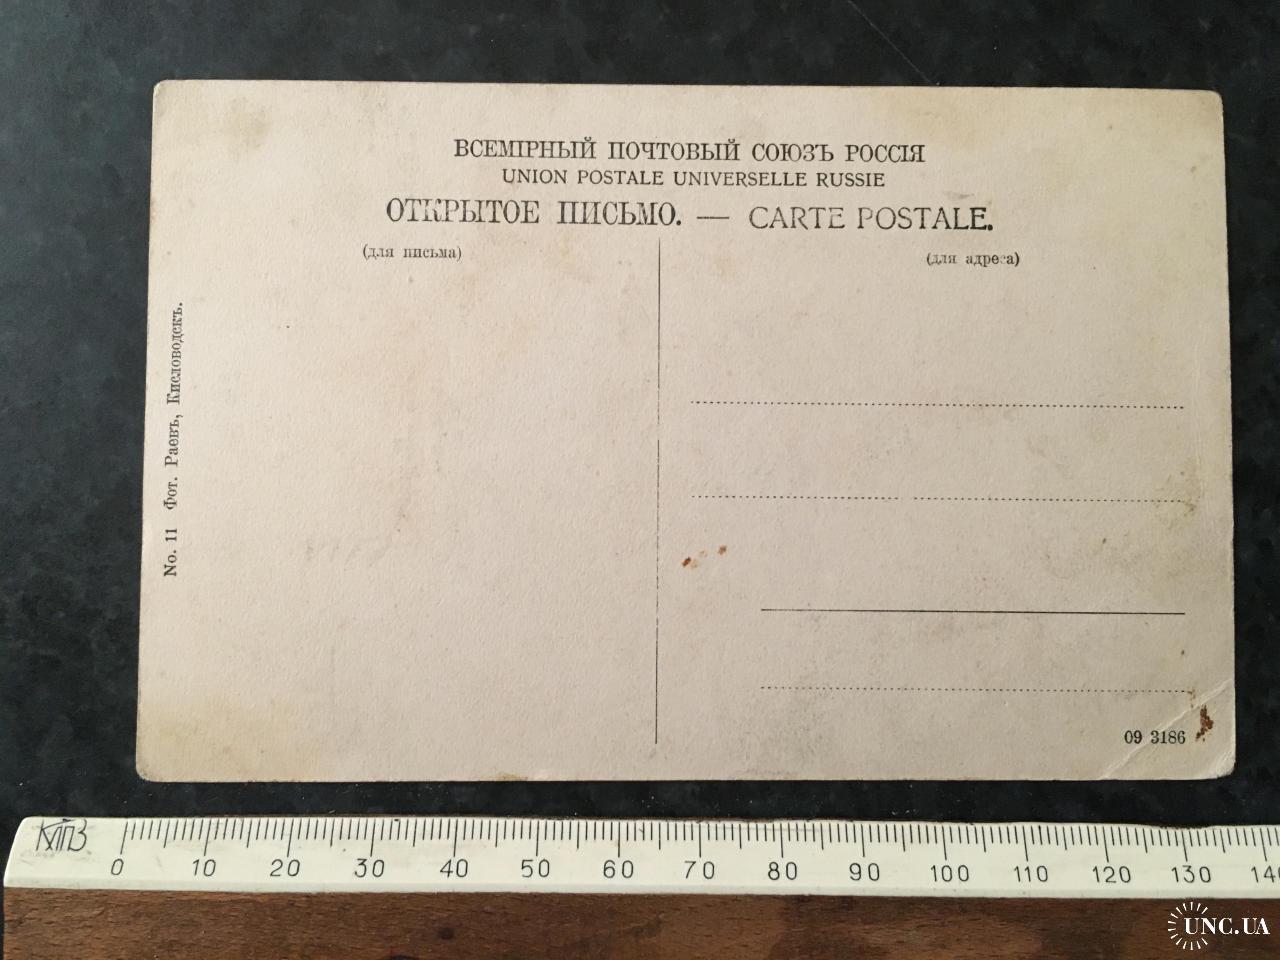 ВСЕМІРНЫЙ ПОЧТОВЫЙ СОЮЗЪ РОССІЯ
UNION POSTALE UNIVERSELLE RUSSIE
ОТКРЫТОЕ ПИСЬМО. — CARTE POSTALE.
(для письма)
(для адреса)
No. 11 Фот. Раевъ, Кисловодскъ.
09 3186
0 10 20 30 40 50 60 70 80 90 100 110 120 130 140
UNC.UA